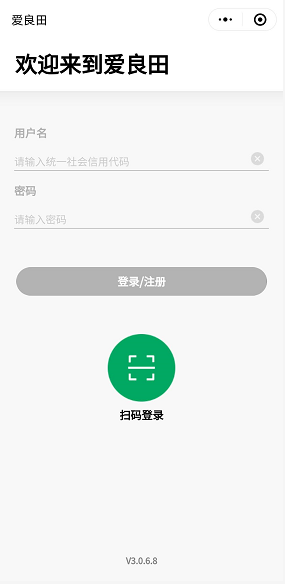 爱良田
欢迎来到爱良田
用户名
请输入统一社会信用代码
密码
请输入密码
登录/注册
扫码登录
V3.0.6.8